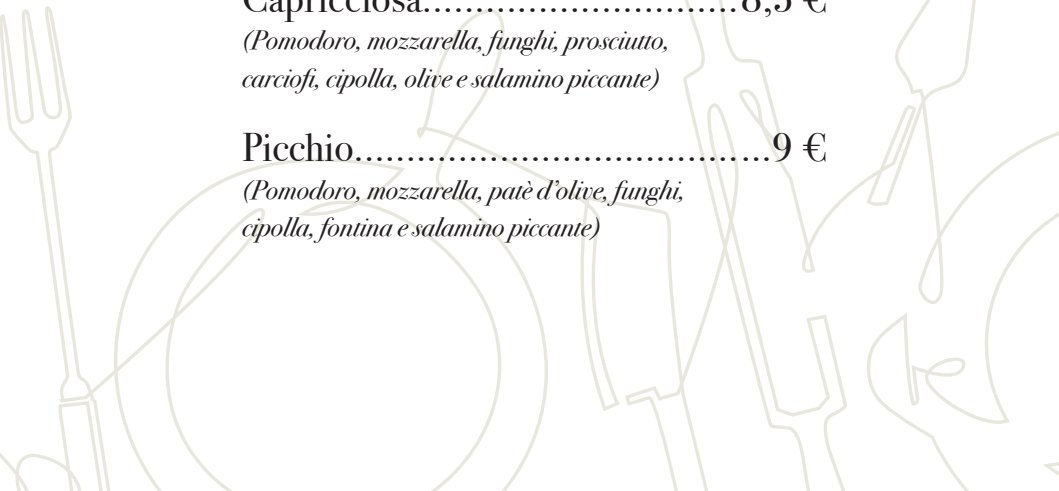 Capricciosa....................................8,5 €
(Pomodoro, mozzarella, funghi, prosciutto,
carciofi, cipolla, olive e salamino piccante)
Picchio..........................................9 €
(Pomodoro, mozzarella, patè d'olive, funghi,
cipolla, fontina e salamino piccante)